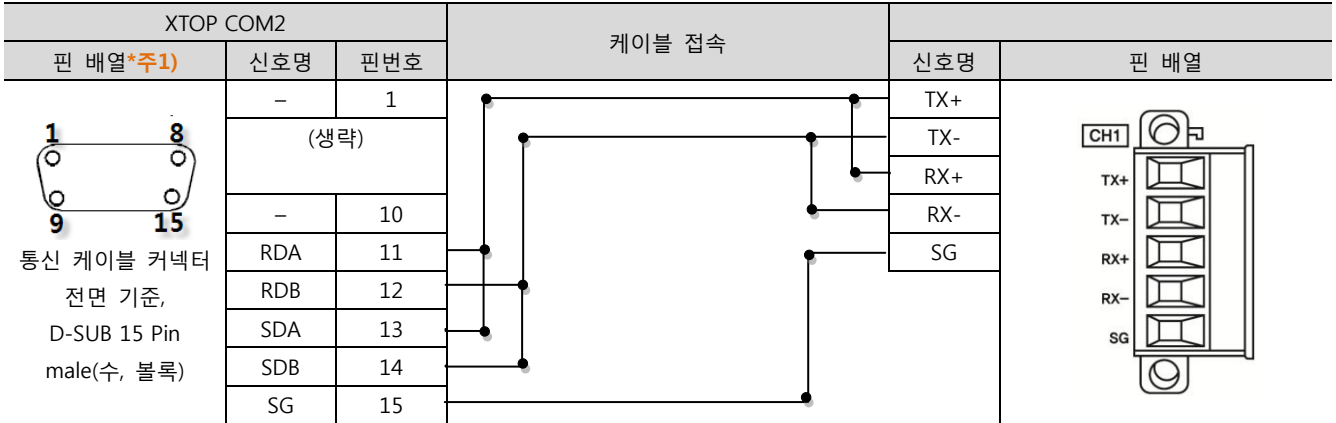 XTOP COM2
케이블 접속
핀 배열*주1) 신호명 핀번호
신호명 핀 배열
– 1
(생략)
– 10
RDA 11
RDB 12
SDA 13
SDB 14
SG 15
1 8
9 15
통신 케이블 커넥터
전면 기준,
D-SUB 15 Pin
male(수, 볼록)
TX+
TX-
RX+
RX-
SG
CH1
TX+
TX–
RX+
RX–
SG